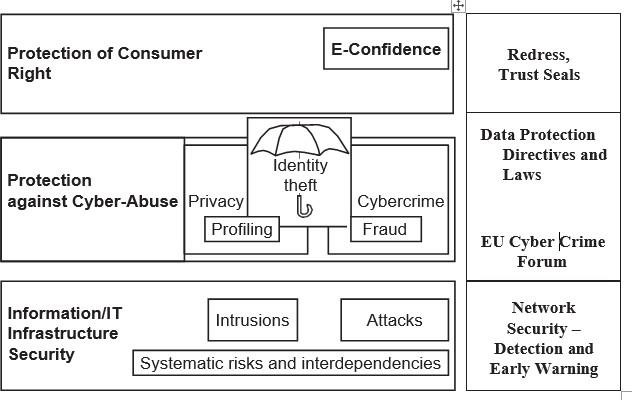 Protection of Consumer
Right
E-Confidence
Redress,
Trust Seals
Protection
against Cyber-Abuse
Privacy
Profiling
Identity
theft
Cybercrime
Fraud
Data Protection
Directives and
Laws
EU Cyber Crime
Forum
Information/IT
Infrastructure
Security
Intrusions
Attacks
Systematic risks and interdependencies
Network
Security –
Detection and
Early Warning